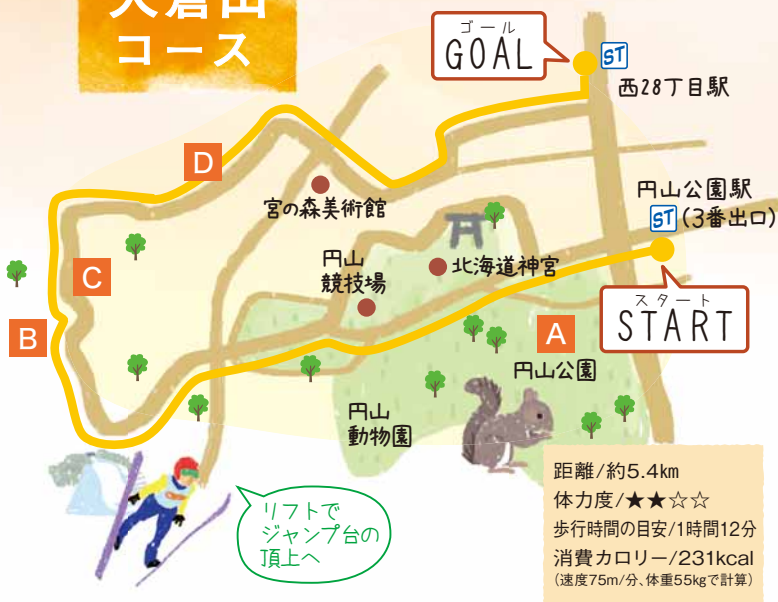 大倉山
コース
ゴール
GOAL
ST
西28丁目駅
D
宮の森美術館
円山公園駅
ST(3番出口)
円山
競技場
北海道神宮
スタート
START
C
B
A
円山公園
円山
動物園
リフトで
ジャンプ台の
頂上へ
距離/約5.4km
体力度/★★☆☆
歩行時間の目安/1時間12分
消費カロリー/231kcal
(速度75m/分、体重55kgで計算)